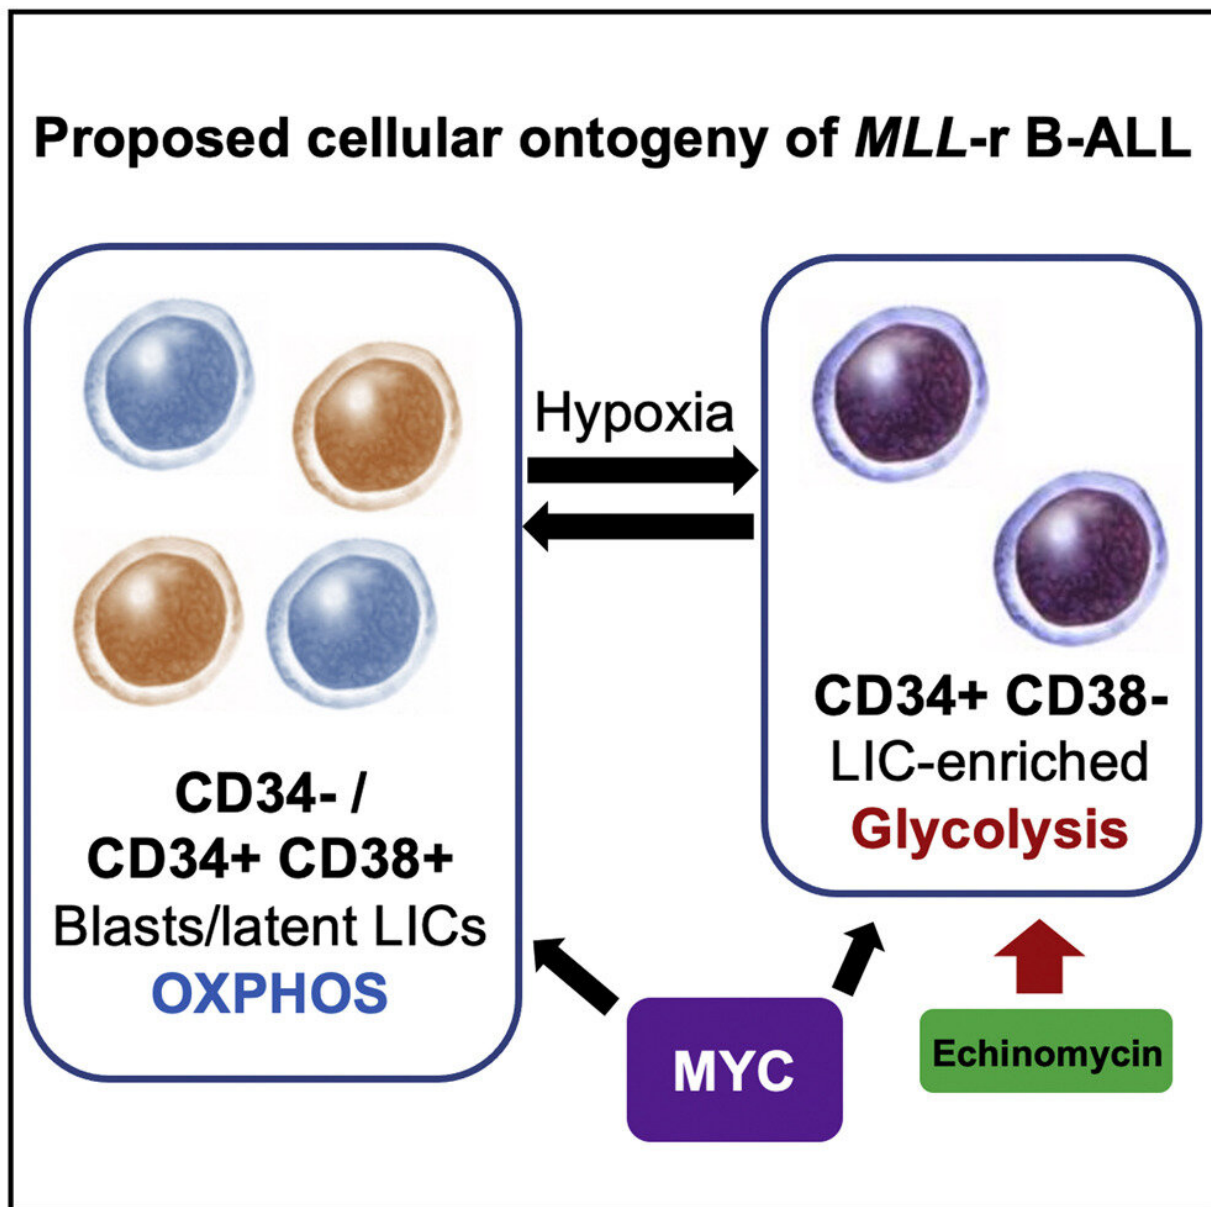 Proposed cellular ontogeny of MLL-r B-ALL
Hypoxia
CD34- /
CD34+ CD38+
Blasts/latent LICs
OXPHOS
CD34+ CD38-
LIC-enriched
Glycolysis
MYC
Echinomycin